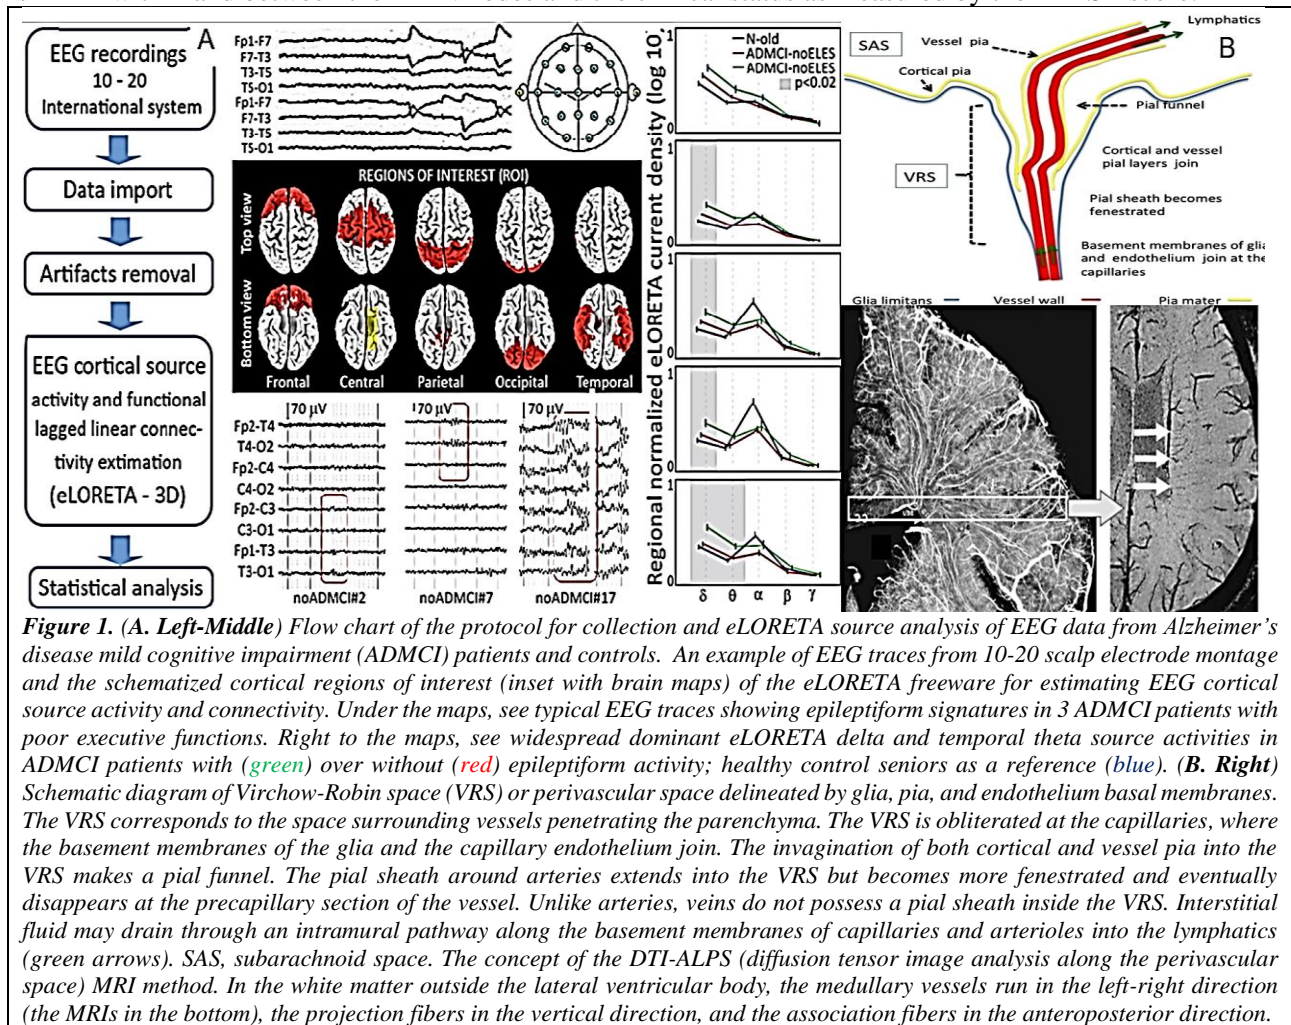 EEG recordings
10 - 20
International system
Data import
Artifacts removal
EEG cortical source
activity and functional
lagged linear connec-
tivity estimation
(eLORETA - 3D)
Statistical analysis
A
Fp1-F7
F7-T3
T3-T5
T5-O1
Fp1-F7
F7-T3
T3-T5
T5-O1
REGIONS OF INTEREST (ROI)
Top view
Bottom view
Frontal Central Parietal Occipital Temporal
70 µV 70 µV 70 µV
Fp2-T4
T4-O2
Fp2-C4
C4-O2
Fp2-C3
C3-O1
Fp1-T3
T3-O1
noADMCI#2 noADMCI#7 noADMCI#17
Regional normalized eLORETA current density (log 10)
1
N-old
ADMCI-noELES
ADMCI-noELES
p<0.02
1
1
1
1
δ θ α β γ
B
SAS
Vessel pia
Lymphatics
Cortical pia
Pial funnel
VRS
Cortical and vessel
pial layers join
Pial sheath becomes
fenestrated
Basement membranes of glia
and endothelium join at the
capillaries
Glia limitans Vessel wall Pia mater
Figure 1. (A. Left-Middle) Flow chart of the protocol for collection and eLORETA source analysis of EEG data from Alzheimer's
disease mild cognitive impairment (ADMCI) patients and controls. An example of EEG traces from 10-20 scalp electrode montage
and the schematized cortical regions of interest (inset with brain maps) of the eLORETA freeware for estimating EEG cortical
source activity and connectivity. Under the maps, see typical EEG traces showing epileptiform signatures in 3 ADMCI patients with
poor executive functions. Right to the maps, see widespread dominant eLORETA delta and temporal theta source activities in
ADMCI patients with (green) over without (red) epileptiform activity; healthy control seniors as a reference (blue). (B. Right)
Schematic diagram of Virchow-Robin space (VRS) or perivascular space delineated by glia, pia, and endothelium basal membranes.
The VRS corresponds to the space surrounding vessels penetrating the parenchyma. The VRS is obliterated at the capillaries, where
the basement membranes of the glia and the capillary endothelium join. The invagination of both cortical and vessel pia into the
VRS makes a pial funnel. The pial sheath around arteries extends into the VRS but becomes more fenestrated and eventually
disappears at the precapillary section of the vessel. Unlike arteries, veins do not possess a pial sheath inside the VRS. Interstitial
fluid may drain through an intramural pathway along the basement membranes of capillaries and arterioles into the lymphatics
(green arrows). SAS, subarachnoid space. The concept of the DTI-ALPS (diffusion tensor image analysis along the perivascular
space) MRI method. In the white matter outside the lateral ventricular body, the medullary vessels run in the left-right direction
(the MRIs in the bottom), the projection fibers in the vertical direction, and the association fibers in the anteroposterior direction.